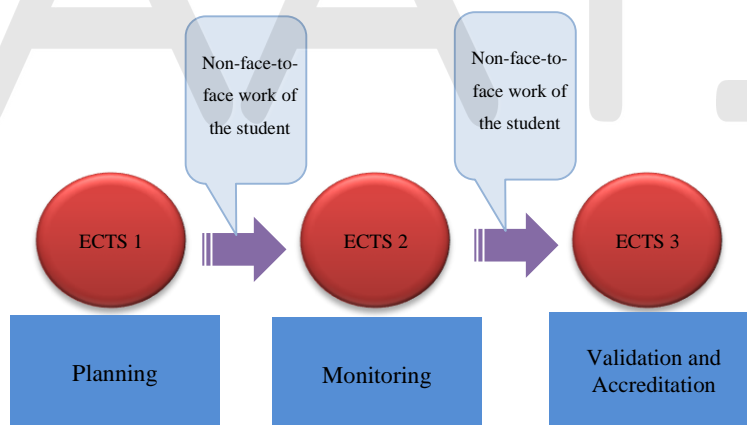 Non-face-to-
face work of
the student
Non-face-to-
face work of
the student
ECTS 1
ECTS 2
ECTS 3
Planning
Monitoring
Validation and
Accreditation